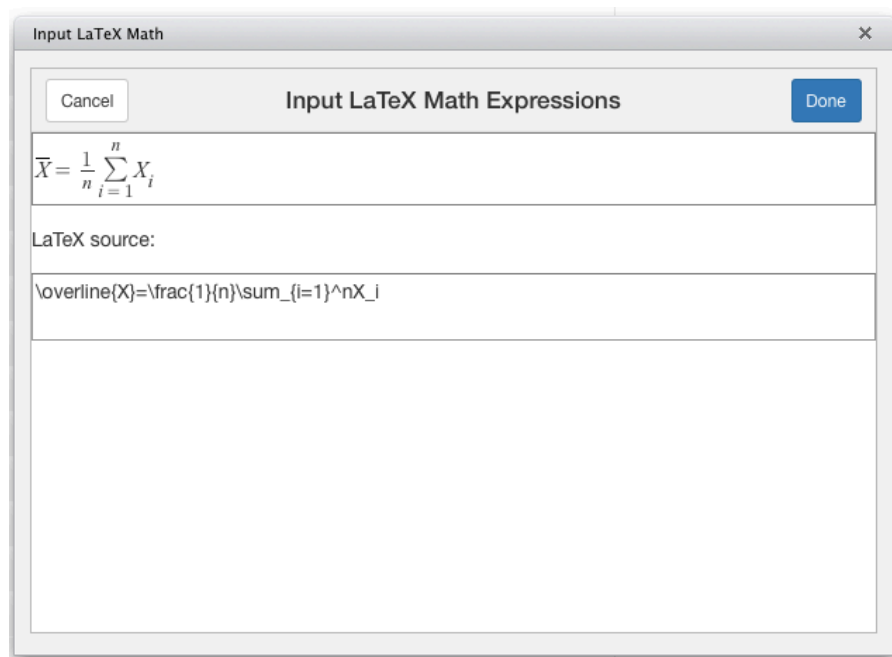 Input LaTeX Math ×
Cancel Input LaTeX Math Expressions Done
X̅ = 1/n ∑_{i = 1}^{n} X_i
LaTeX source:
\overline{X}=\frac{1}{n}\sum_{i=1}^nX_i